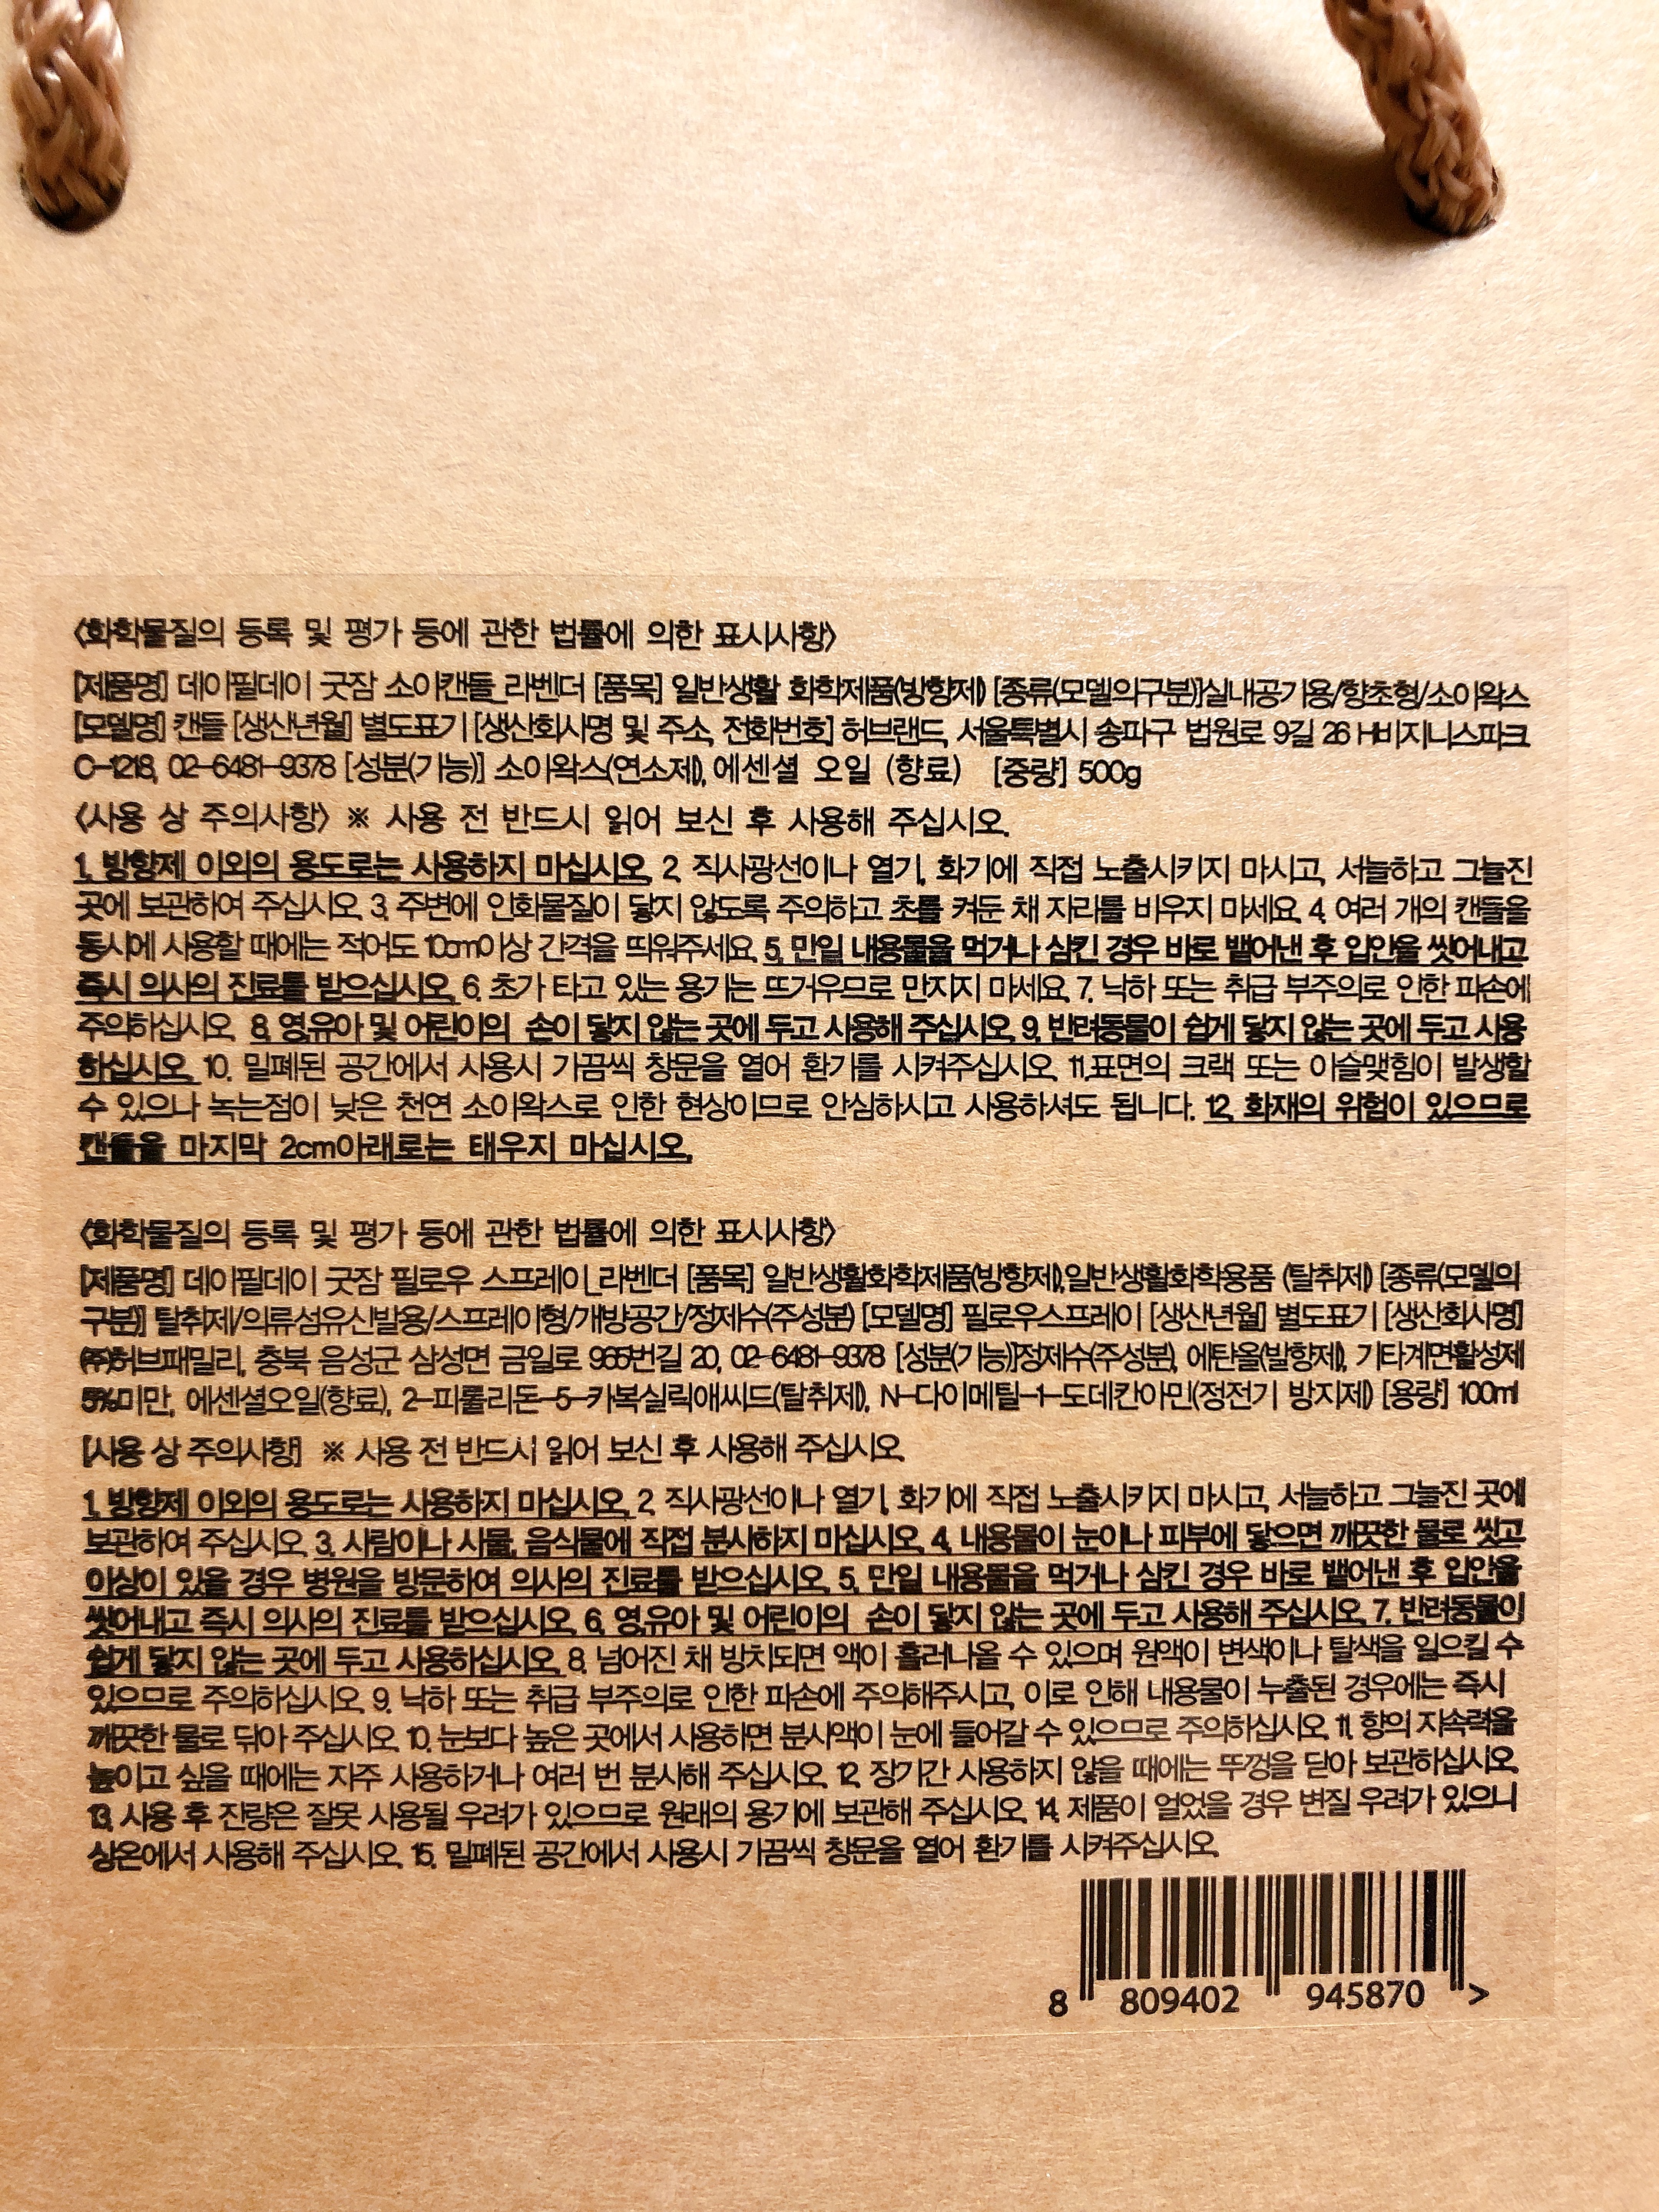 <화학물질의 등록 및 평가 등에 관한 법률에 의한 표시사항>
[제품명] 데이필데이 굿잠 소이캔들_라벤더 [품목] 일반생활 화학제품(방향제) [종류(모델의구분)]실내공기용/향초형/소이왁스
[모델명] 캔들 [생산년월] 별도표기 [생산회사명 및 주소, 전화번호] 허브랜드, 서울특별시 송파구 법원로 9길 26 H비지니스파크
C-1218, 02-6481-9378 [성분(기능)] 소이왁스(연소제), 에센셜 오일 (향료) [중량] 500g
<사용 상 주의사항> ※ 사용 전 반드시 읽어 보신 후 사용해 주십시오.
1. 방향제 이외의 용도로는 사용하지 마십시오. 2. 직사광선이나 열기, 화기에 직접 노출시키지 마시고, 서늘하고 그늘진
곳에 보관하여 주십시오. 3. 주변에 인화물질이 닿지 않도록 주의하고 초를 켜둔 채 자리를 비우지 마세요. 4. 여러 개의 캔들을
동시에 사용할 때에는 적어도 10cm이상 간격을 띄워주세요. 5. 만일 내용물을 먹거나 삼킨 경우 바로 뱉어낸 후 입안을 씻어내고
즉시 의사의 진료를 받으십시오. 6. 초가 타고 있는 용기는 뜨거우므로 만지지 마세요. 7. 낙하 또는 취급 부주의로 인한 파손에
주의하십시오. 8. 영,유아 및 어린이의 손이 닿지 않는 곳에 두고 사용해 주십시오. 9. 반려동물이 쉽게 닿지 않는 곳에 두고 사용
하십시오. 10. 밀폐된 공간에서 사용시 가끔씩 창문을 열어 환기를 시켜주십시오. 11.표면의 크랙 또는 이슬맺힘이 발생할
수 있으나 녹는점이 낮은 천연 소이왁스로 인한 현상이므로 안심하시고 사용하셔도 됩니다. 12. 화재의 위험이 있으므로
캔들을 마지막 2cm아래로는 태우지 마십시오.
<화학물질의 등록 및 평가 등에 관한 법률에 의한 표시사항>
[제품명] 데이필데이 굿잠 필로우 스프레이_라벤더 [품목] 일반생활화학제품(방향제),일반생활화학용품 (탈취제) [종류(모델의
구분)] 탈취제/의류섬유신발용/스프레이형/개방공간/정제수(주성분) [모델명] 필로우스프레이 [생산년월] 별도표기 [생산회사명]
㈜허브패밀리, 충북 음성군 삼성면 금일로 965번길 20, 02-6481-9378 [성분(기능)]정제수(주성분), 에탄올(발향제), 기타계면활성제
5%미만, 에센셜오일(향료), 2-피롤리돈-5-카복실릭애씨드(탈취제), N-다이메틸-1-도데칸아민(정전기 방지제) [용량] 100ml
[사용 상 주의사항] ※ 사용 전 반드시 읽어 보신 후 사용해 주십시오.
1. 방향제 이외의 용도로는 사용하지 마십시오. 2. 직사광선이나 열기, 화기에 직접 노출시키지 마시고, 서늘하고 그늘진 곳에
보관하여 주십시오. 3. 사람이나 사물, 음식물에 직접 분사하지 마십시오. 4. 내용물이 눈이나 피부에 닿으면 깨끗한 물로 씻고
이상이 있을 경우 병원을 방문하여 의사의 진료를 받으십시오. 5. 만일 내용물을 먹거나 삼킨 경우 바로 뱉어낸 후 입안을
씻어내고 즉시 의사의 진료를 받으십시오. 6. 영,유아 및 어린이의 손이 닿지 않는 곳에 두고 사용해 주십시오. 7. 반려동물이
쉽게 닿지 않는 곳에 두고 사용하십시오. 8. 넘어진 채 방치되면 액이 흘러나올 수 있으며 원액이 변색이나 탈색을 일으킬 수
있으므로 주의하십시오. 9. 낙하 또는 취급 부주의로 인한 파손에 주의해주시고, 이로 인해 내용물이 누출된 경우에는 즉시
깨끗한 물로 닦아 주십시오. 10. 눈보다 높은 곳에서 사용하면 분사액이 눈에 들어갈 수 있으므로 주의하십시오. 11. 향의 지속력을
높이고 싶을 때에는 자주 사용하거나 여러 번 분사해 주십시오. 12. 장기간 사용하지 않을 때에는 뚜껑을 닫아 보관하십시오.
13. 사용 후 잔량은 잘못 사용될 우려가 있으므로 원래의 용기에 보관해 주십시오. 14. 제품이 얼었을 경우 변질 우려가 있으니
상온에서 사용해 주십시오. 15. 밀폐된 공간에서 사용시 가끔씩 창문을 열어 환기를 시켜주십시오.
8 809402 945870 >